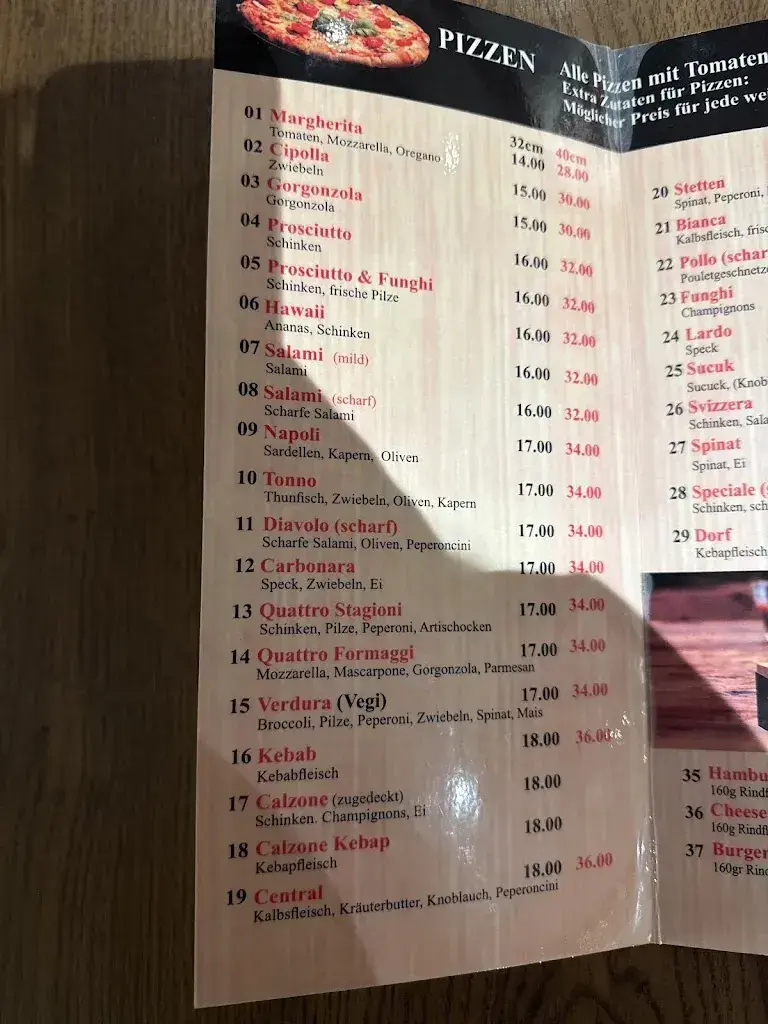 PIZZEN
Alle Pizzen mit Tomaten
Extra Zutaten für Pizzen:
Möglicher Preis für jede wei
32cm 40cm
01 Margherita 14.00 28.00
Tomaten, Mozzarella, Oregano
02 Cipolla 15.00 30.00
Zwiebeln
03 Gorgonzola 15.00 30.00
Gorgonzola
04 Prosciutto 16.00 32.00
Schinken
05 Prosciutto & Funghi 16.00 32.00
Schinken, frische Pilze
06 Hawaii 16.00 32.00
Ananas, Schinken
07 Salami (mild) 16.00 32.00
Salami
08 Salami (scharf) 16.00 32.00
Scharfe Salami
09 Napoli 17.00 34.00
Sardellen, Kapern, Oliven
10 Tonno 17.00 34.00
Thunfisch, Zwiebeln, Oliven, Kapern
11 Diavolo (scharf) 17.00 34.00
Scharfe Salami, Oliven, Peperoncini
12 Carbonara 17.00 34.00
Speck, Zwiebeln, Ei
13 Quattro Stagioni 17.00 34.00
Schinken, Pilze, Peperoni, Artischocken
14 Quattro Formaggi 17.00 34.00
Mozzarella, Mascarpone, Gorgonzola, Parmesan
15 Verdura (Vegi) 17.00 34.00
Broccoli, Pilze, Peperoni, Zwiebeln, Spinat, Mais
16 Kebab 18.00 36.00
Kebabfleisch
17 Calzone (zugedeckt) 18.00
Schinken. Champignons, Ei
18 Calzone Kebap 18.00
Kebapfleisch
19 Central 18.00 36.00
Kalbsfleisch, Kräuterbutter, Knoblauch, Peperoncini
20 Stetten
Spinat, Peperoni,
21 Bianca
Kalbsfleisch, frisc
22 Pollo (schar
Pouletgeschnetz
23 Funghi
Champignons
24 Lardo
Speck
25 Sucuk
Sucuck, (Knob
26 Svizzera
Schinken, Sala
27 Spinat
Spinat, Ei
28 Speciale (
Schinken, sch
29 Dorf
Kebapfleisch
35 Hambu
160g Rindf
36 Cheese
160g Rindfl
37 Burger
160gr Rind